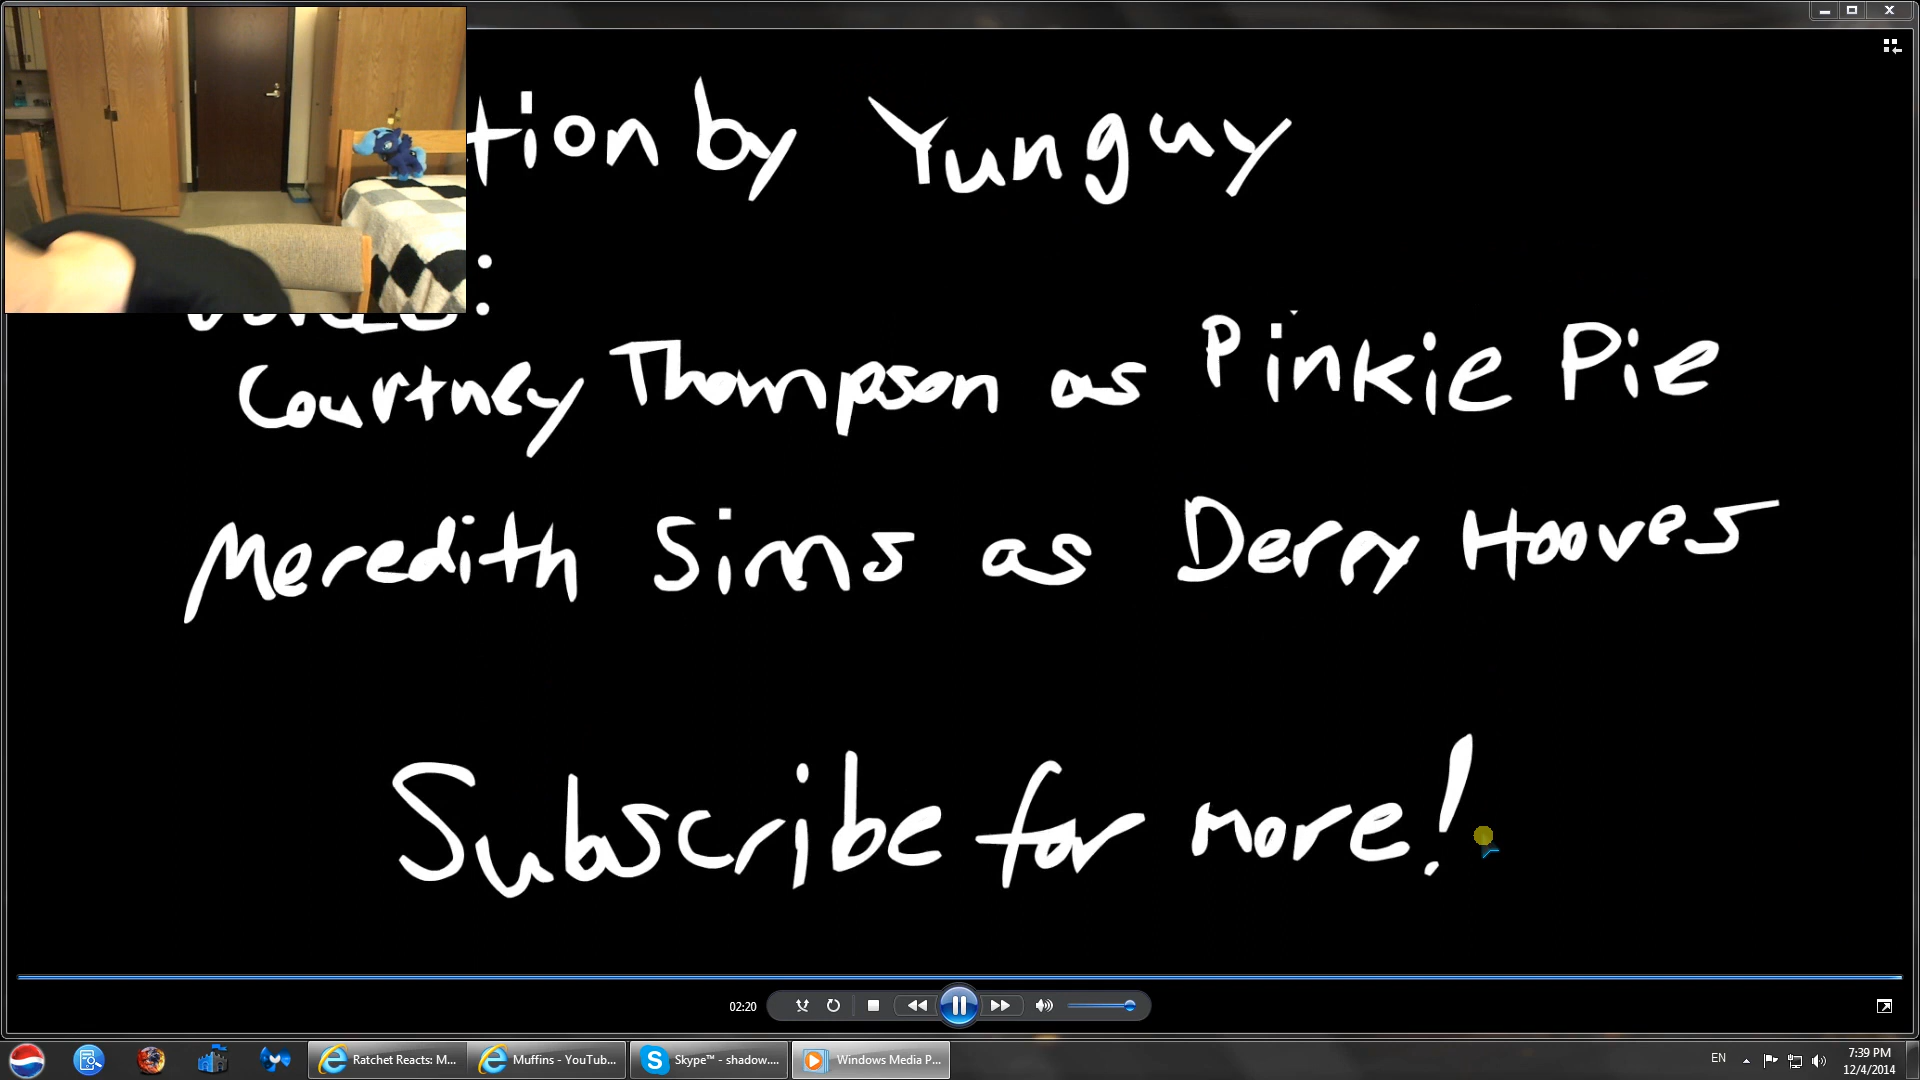 tion by Yunguy
:
:
Courtney Thompson as Pinkie Pie
Meredith Sims as Derpy Hooves
Subscribe for more!
02:20
Ratchet Reacts: M...
Muffins - YouTub...
Skype™ - shadow....
Windows Media P...
EN
7:39 PM
12/4/2014